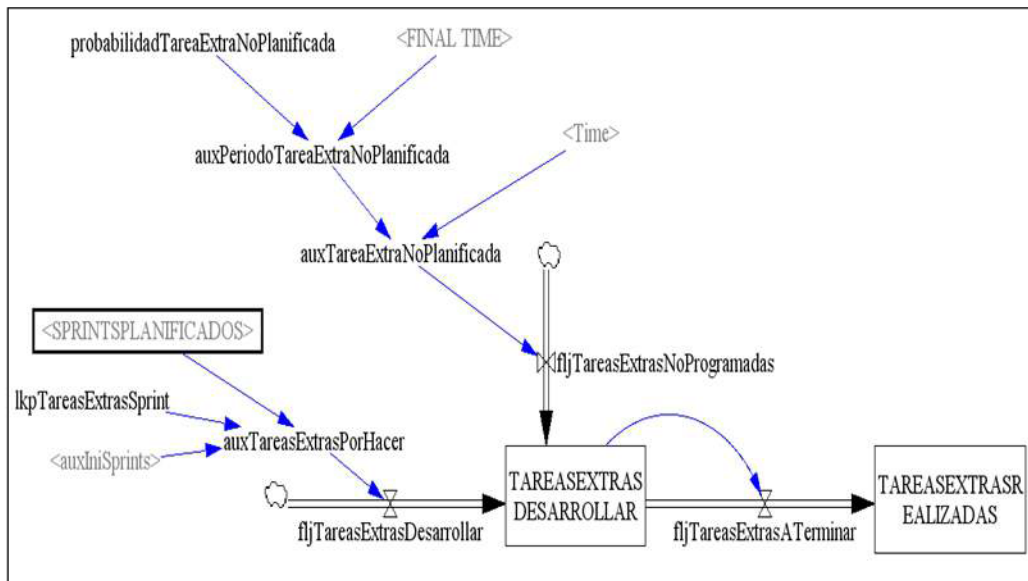 probabilidadTareaExtraNoPlanificada
<FINAL TIME>
auxPeriodoTareaExtraNoPlanificada
<Time>
auxTareaExtraNoPlanificada
<SPRINTSPLANIFICADOS>
fljTareasExtrasNoProgramadas
lkpTareasExtrasSprint
auxTareasExtrasPorHacer
<auxIniSprints>
TAREASEXTRAS
DESARROLLAR
TAREASEXTRASR
EALIZADAS
fljTareasExtrasDesarrollar
fljTareasExtrasATerminar